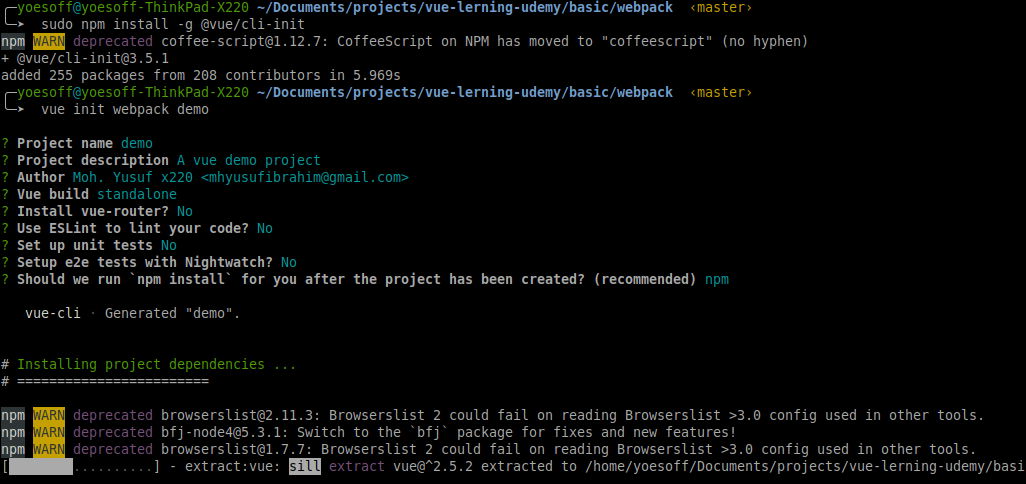 yoesoff@yoesoff-ThinkPad-X220 ~/Documents/projects/vue-lerning-udemy/basic/webpack ‹master›
sudo npm install -g @vue/cli-init
npm WARN deprecated coffee-script@1.12.7: CoffeeScript on NPM has moved to "coffeescript" (no hyphen)
+ @vue/cli-init@3.5.1
added 255 packages from 208 contributors in 5.969s
yoesoff@yoesoff-ThinkPad-X220 ~/Documents/projects/vue-lerning-udemy/basic/webpack ‹master›
vue init webpack demo
? Project name demo
? Project description A vue demo project
? Author Moh. Yusuf x220 <mhyusufibrahim@gmail.com>
? Vue build standalone
? Install vue-router? No
? Use ESLint to lint your code? No
? Set up unit tests No
? Setup e2e tests with Nightwatch? No
? Should we run `npm install` for you after the project has been created? (recommended) npm
vue-cli · Generated "demo".
# Installing project dependencies ...
# ========================
npm WARN deprecated browserslist@2.11.3: Browserslist 2 could fail on reading Browserslist >3.0 config used in other tools.
npm WARN deprecated bfj-node4@5.3.1: Switch to the `bfj` package for fixes and new features!
npm WARN deprecated browserslist@1.7.7: Browserslist 2 could fail on reading Browserslist >3.0 config used in other tools.
[        ..........] - extract:vue: sill extract vue@^2.5.2 extracted to /home/yoesoff/Documents/projects/vue-lerning-udemy/basi